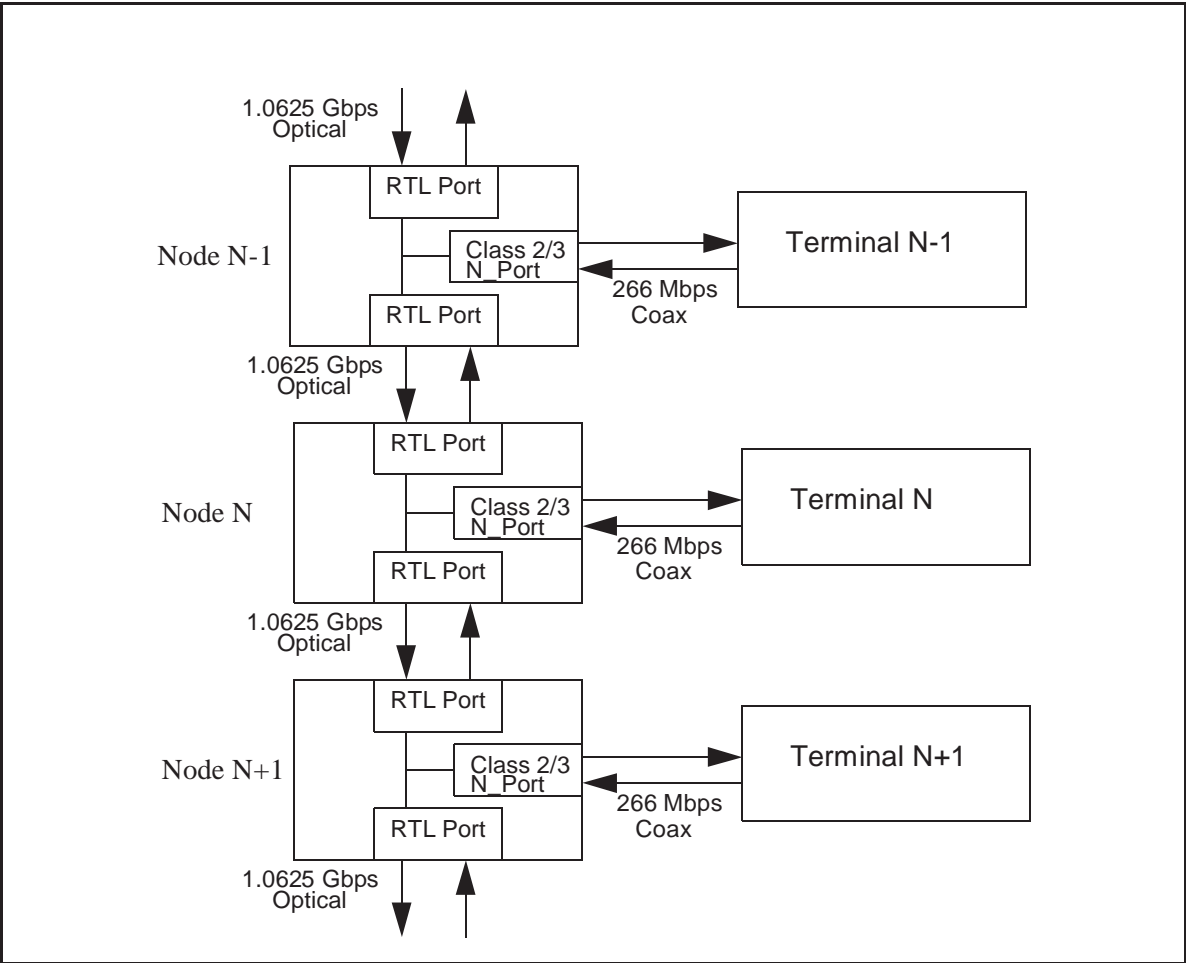 1.0625 Gbps
Optical
RTL Port
Node N-1
Class 2/3
N_Port
Terminal N-1
266 Mbps
Coax
RTL Port
1.0625 Gbps
Optical
RTL Port
Node N
Class 2/3
N_Port
Terminal N
266 Mbps
Coax
RTL Port
1.0625 Gbps
Optical
RTL Port
Node N+1
Class 2/3
N_Port
Terminal N+1
266 Mbps
Coax
RTL Port
1.0625 Gbps
Optical